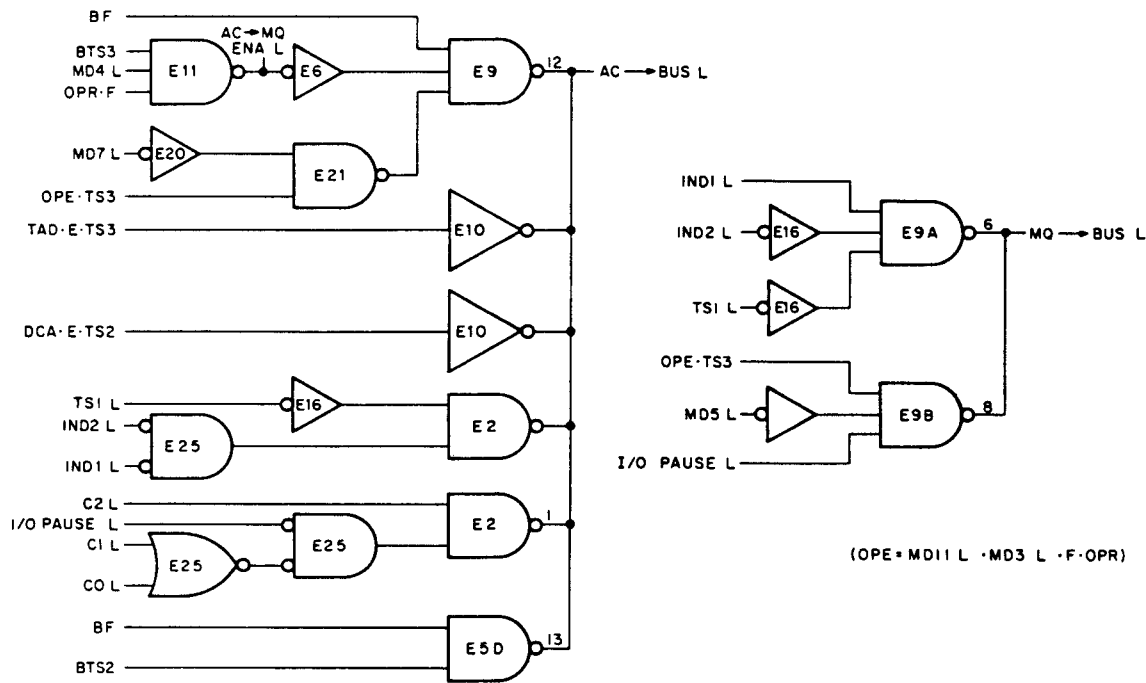 BF
AC→MQ
ENA L
BTS3
MD4 L
OPR·F
E11
E6
E9
12
AC → BUS L
MD7 L
E20
E21
OPE·TS3
TAD·E·TS3
E10
DCA·E·TS2
E10
TS1 L
E16
IND2 L
E25
E2
IND1 L
C2 L
I/O PAUSE L
E25
E2
1
C1 L
E25
C0 L
BF
E5D
13
BTS2
IND1 L
IND2 L
E16
E9A
6
MQ → BUS L
TS1 L
E16
OPE·TS3
MD5 L
E9B
8
I/O PAUSE L
(OPE=MD11 L ·MD3 L ·F·OPR)